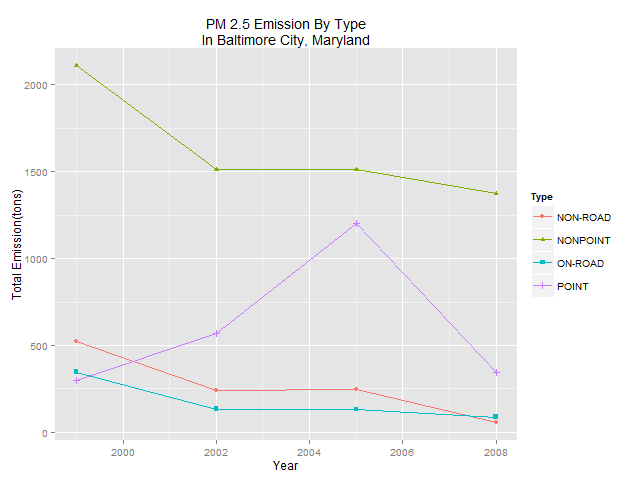 PM 2.5 Emission By Type
In Baltimore City, Maryland
Total Emission(tons)
2000
1500
1000
500
0
2000
2002
2004
2006
2008
Year
Type
NON-ROAD
NONPOINT
ON-ROAD
POINT